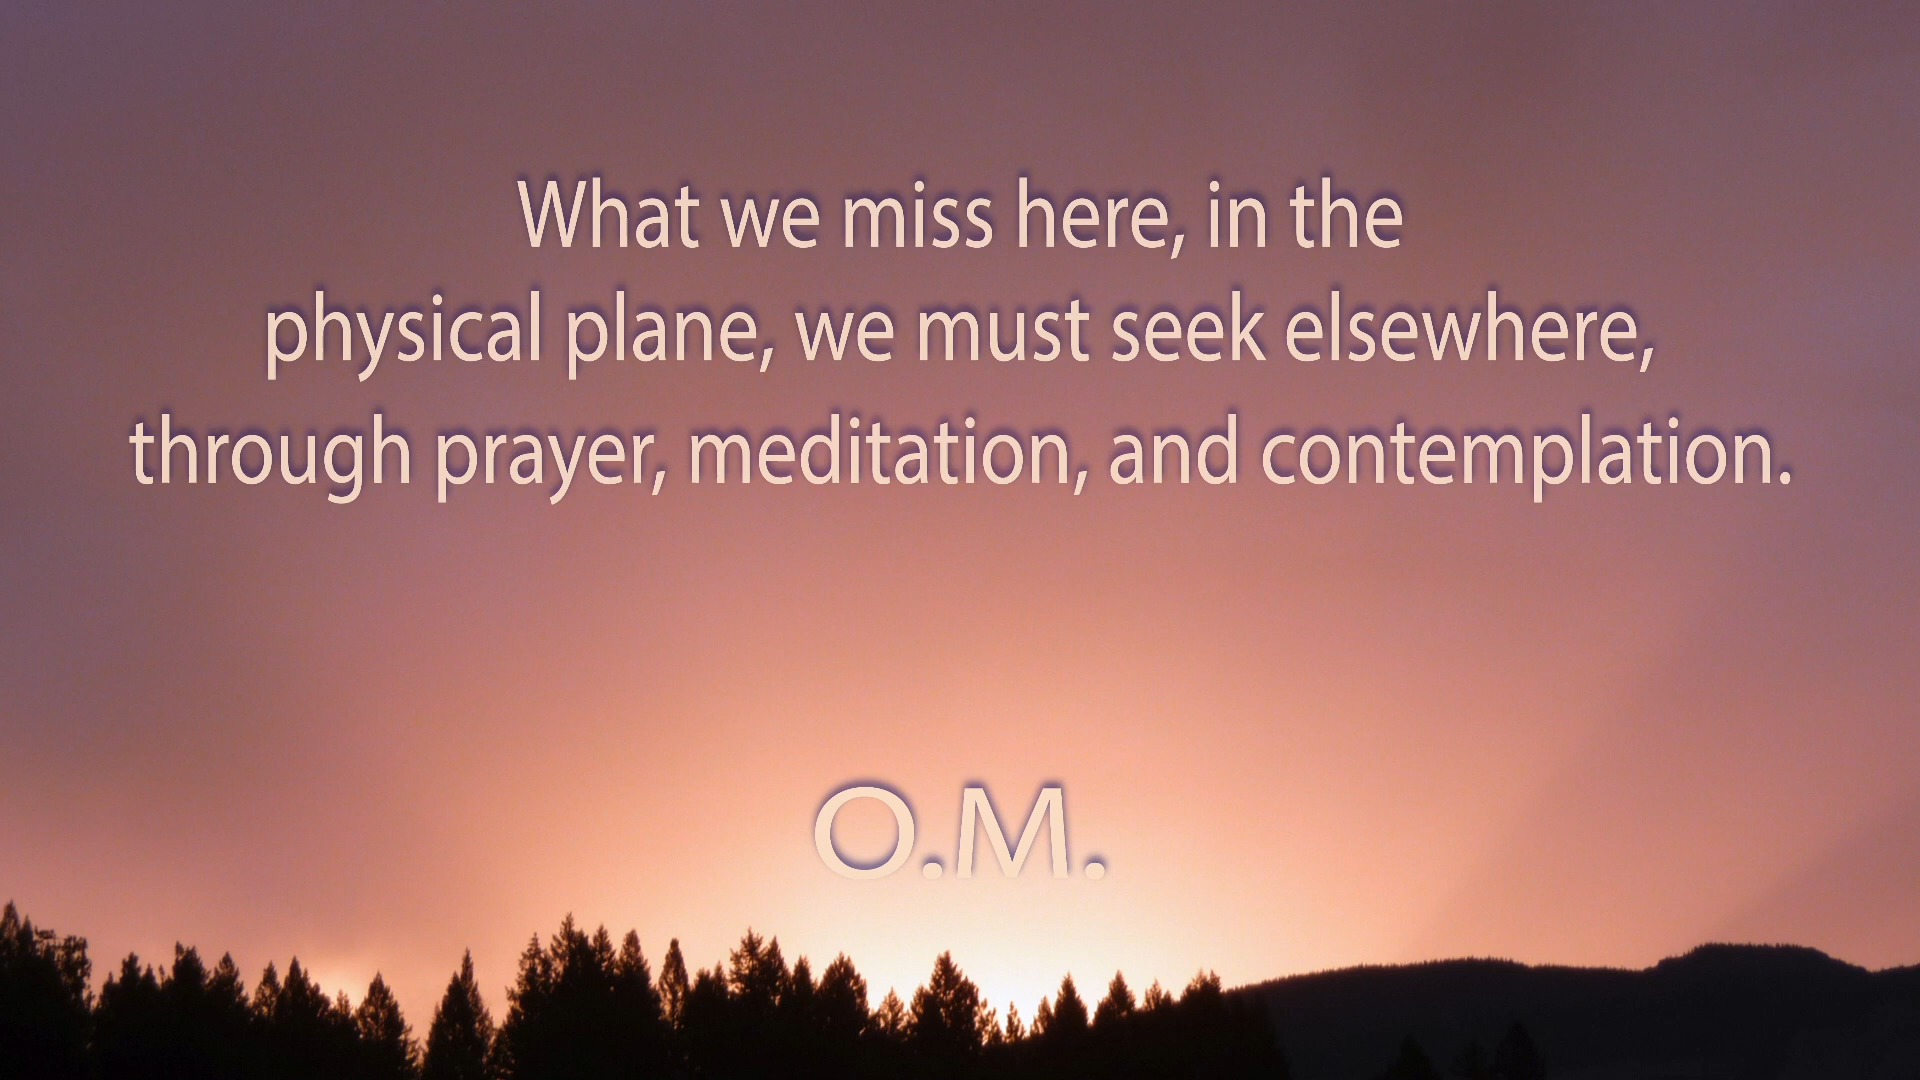 What we miss here, in the
physical plane, we must seek elsewhere,
through prayer, meditation, and contemplation.
O.M.